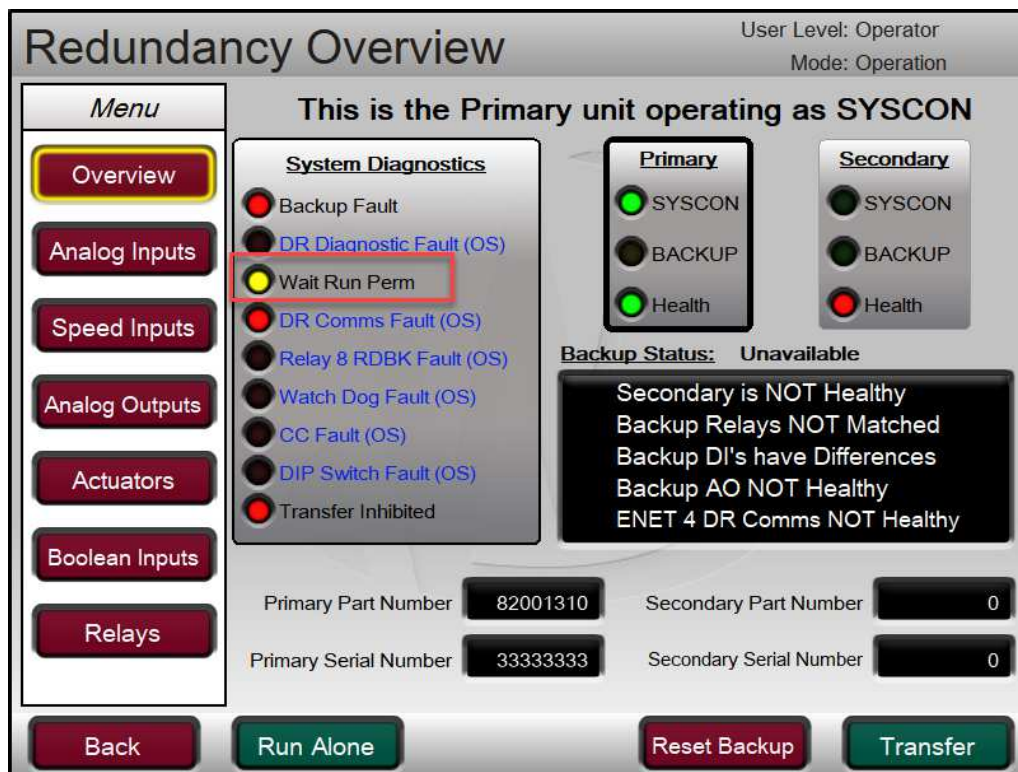 Redundancy Overview
User Level: Operator
Mode: Operation
Menu
Overview
Analog Inputs
Speed Inputs
Analog Outputs
Actuators
Boolean Inputs
Relays
This is the Primary unit operating as SYSCON
System Diagnostics
Backup Fault
DR Diagnostic Fault (OS)
Wait Run Perm
DR Comms Fault (OS)
Relay 8 RDBK Fault (OS)
Watch Dog Fault (OS)
CC Fault (OS)
DIP Switch Fault (OS)
Transfer Inhibited
Primary
SYSCON
BACKUP
Health
Secondary
SYSCON
BACKUP
Health
Backup Status: Unavailable
Secondary is NOT Healthy
Backup Relays NOT Matched
Backup DI's have Differences
Backup AO NOT Healthy
ENET 4 DR Comms NOT Healthy
Primary Part Number 82001310
Secondary Part Number 0
Primary Serial Number 33333333
Secondary Serial Number 0
Back
Run Alone
Reset Backup
Transfer